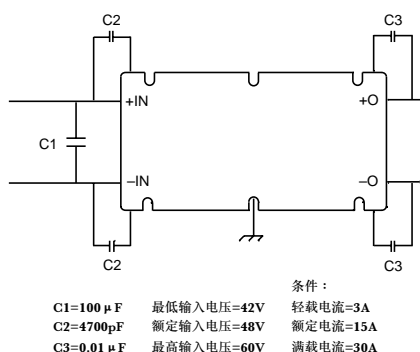 C2 C3
+IN +O
C1
–IN –O
C2 C3
条件：
C1=100μF 最低输入电压=42V 轻载电流=3A
C2=4700pF 额定输入电压=48V 额定电流=15A
C3=0.01μF 最高输入电压=60V 满载电流=30A